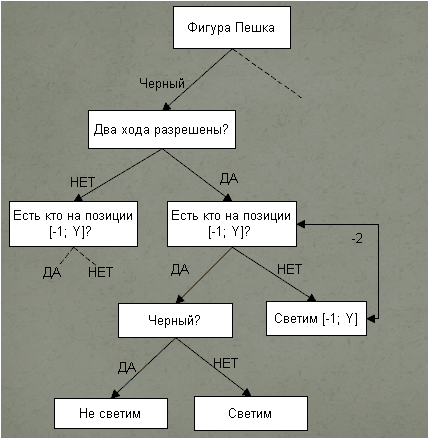 Фигура Пешка
Черный
Два хода разрешены?
НЕТ
ДА
Есть кто на позиции
[-1; Y]?
Есть кто на позиции
[-1; Y]?
-2
ДА
НЕТ
ДА
НЕТ
Черный?
Светим [-1; Y]
ДА
НЕТ
Не светим
Светим